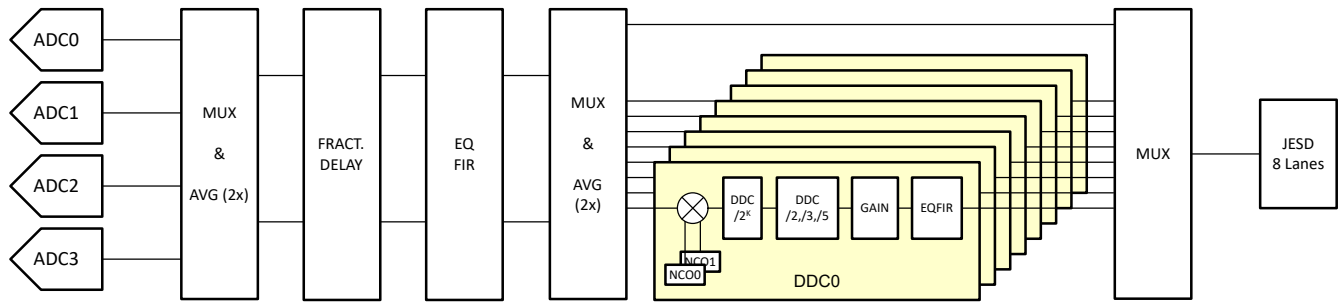 ADC0
ADC1
ADC2
ADC3
MUX
&
AVG (2x)
FRACT.
DELAY
EQ
FIR
MUX
&
AVG
(2x)
DDC
/2ᴷ
DDC
/2,/3,/5
GAIN
EQFIR
NCO1
NCO0
DDC0
MUX
JESD
8 Lanes